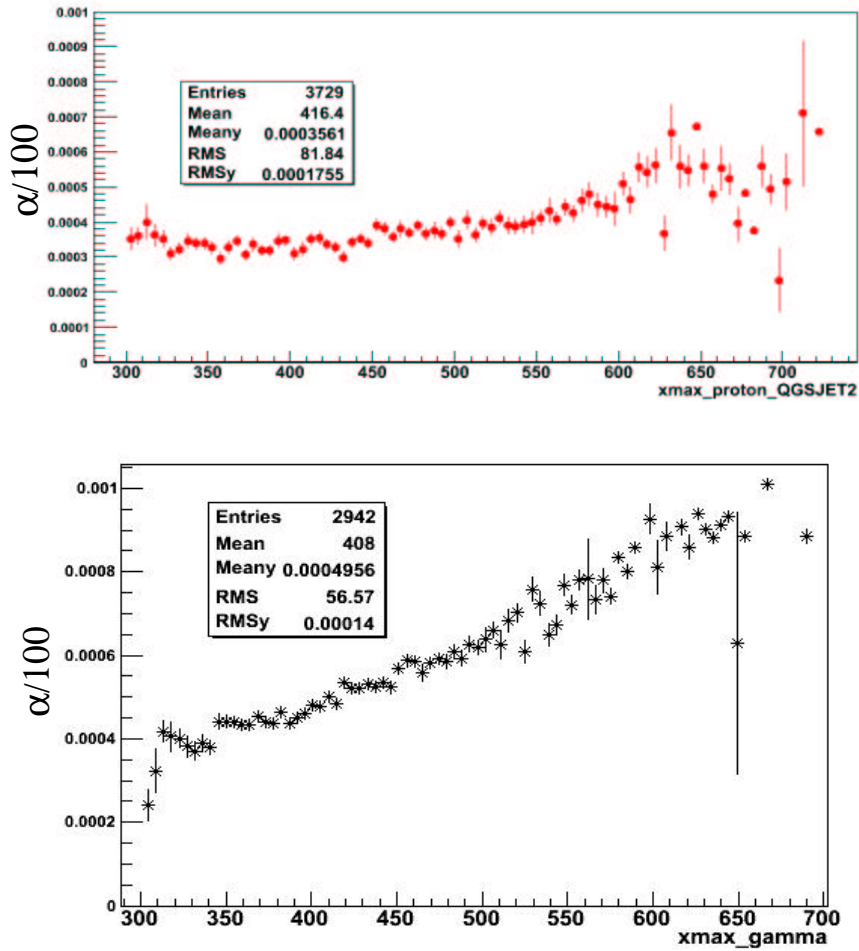 0.001
0.0009
0.0008
0.0007
0.0006
0.0005
0.0004
0.0003
0.0002
0.0001
0
α/100
Entries 3729
Mean 416.4
Meany 0.0003561
RMS 81.84
RMSy 0.0001755
300 350 400 450 500 550 600 650 700
xmax_proton_QGSJET2
0.001
0.0008
0.0006
0.0004
0.0002
0
α/100
Entries 2942
Mean 408
Meany 0.0004956
RMS 56.57
RMSy 0.00014
300 350 400 450 500 550 600 650 700
xmax_gamma